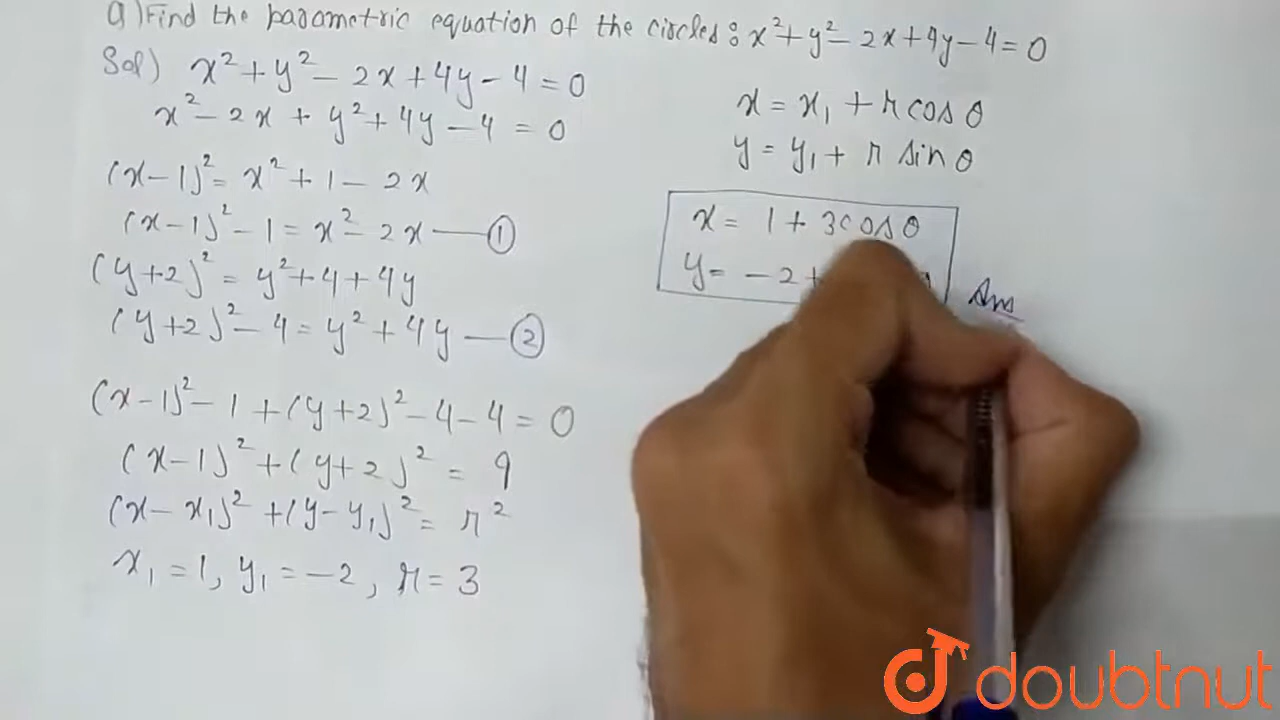 Q) Find the parametric equation of the circles : x² + y² - 2x + 4y - 4 = 0
Sol) x² + y² - 2x + 4y - 4 = 0
x² - 2x + y² + 4y - 4 = 0
(x-1)² = x² + 1 - 2x
(x-1)² - 1 = x² - 2x — ①
(y+2)² = y² + 4 + 4y
(y+2)² - 4 = y² + 4y — ②
(x-1)² - 1 + (y+2)² - 4 - 4 = 0
(x-1)² + (y+2)² = 9
(x-x₁)² + (y-y₁)² = r²
x₁ = 1, y₁ = -2, r = 3
x = x₁ + r cos θ
y = y₁ + r sin θ
x = 1 + 3cos θ
y = -2 +
Ans
doubtnut